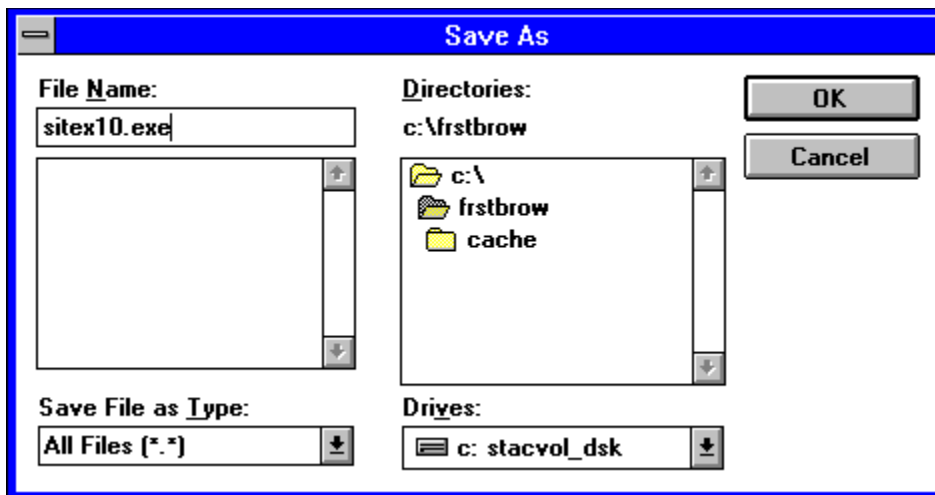 Save As
File Name:
sitex10.exe
Directories:
c:\frstbrow
c:\
frstbrow
cache
OK
Cancel
Save File as Type:
All Files (*.*)
Drives:
c: stacvol_dsk